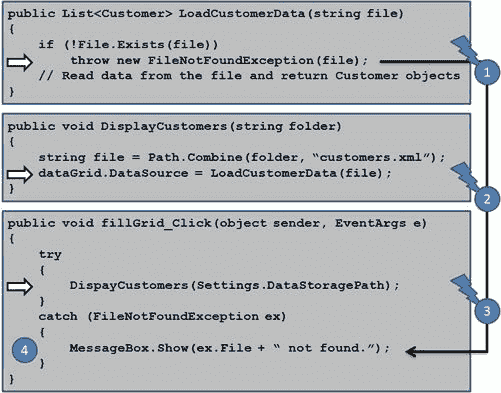 public List<Customer> LoadCustomerData(string file)
{
if (!File.Exists(file))
throw new FileNotFoundException(file);
// Read data from the file and return Customer objects
}
1
public void DisplayCustomers(string folder)
{
string file = Path.Combine(folder, “customers.xml”);
dataGrid.DataSource = LoadCustomerData(file);
}
2
public void fillGrid_Click(object sender, EventArgs e)
{
try
{
DispayCustomers(Settings.DataStoragePath);
}
catch (FileNotFoundException ex)
{
MessageBox.Show(ex.File + “ not found.”);
}
}
3
4